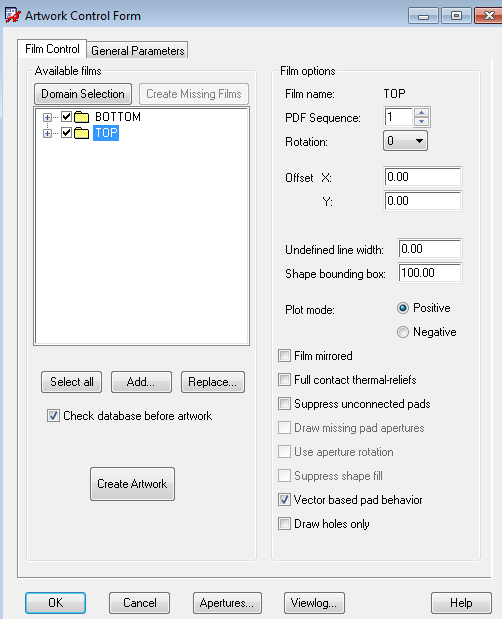 Artwork Control Form
Film Control
General Parameters
Available films
Domain Selection
Create Missing Films
BOTTOM
TOP
Select all
Add...
Replace...
Check database before artwork
Create Artwork
Film options
Film name: TOP
PDF Sequence: 1
Rotation: 0
Offset X: 0.00
Y: 0.00
Undefined line width: 0.00
Shape bounding box: 100.00
Plot mode: Positive
Negative
Film mirrored
Full contact thermal-reliefs
Suppress unconnected pads
Draw missing pad apertures
Use aperture rotation
Suppress shape fill
Vector based pad behavior
Draw holes only
OK
Cancel
Apertures...
Viewlog...
Help